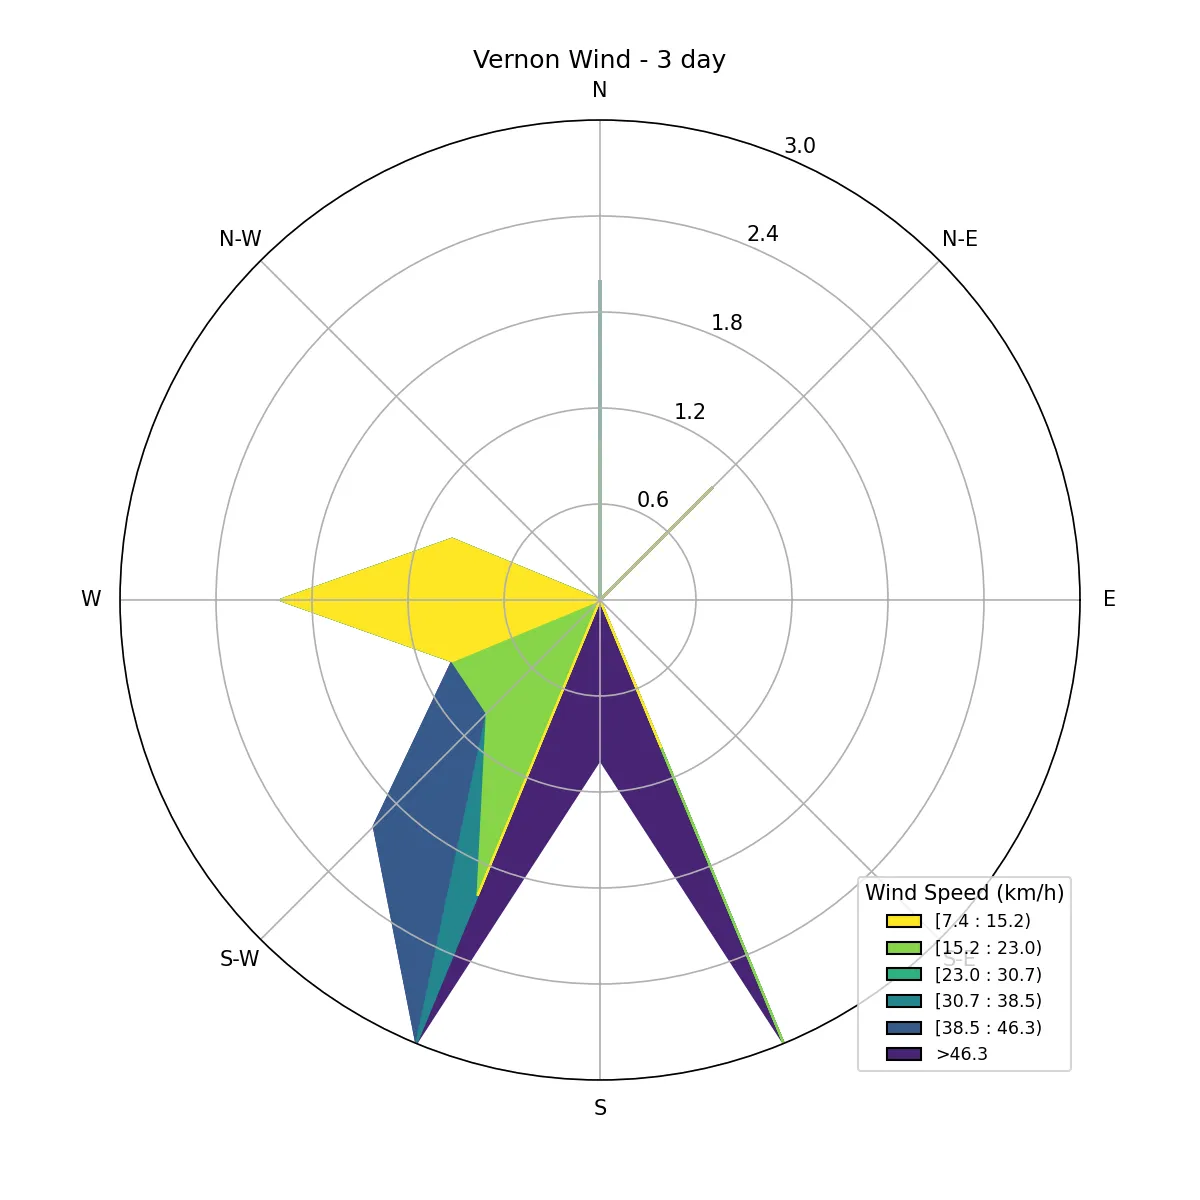 Vernon Wind - 3 day
N
3.0
N-W
2.4
N-E
1.8
1.2
0.6
W
E
Wind Speed (km/h)
[7.4 : 15.2)
[15.2 : 23.0)
S-W
S-E
[23.0 : 30.7)
[30.7 : 38.5)
[38.5 : 46.3)
>46.3
S